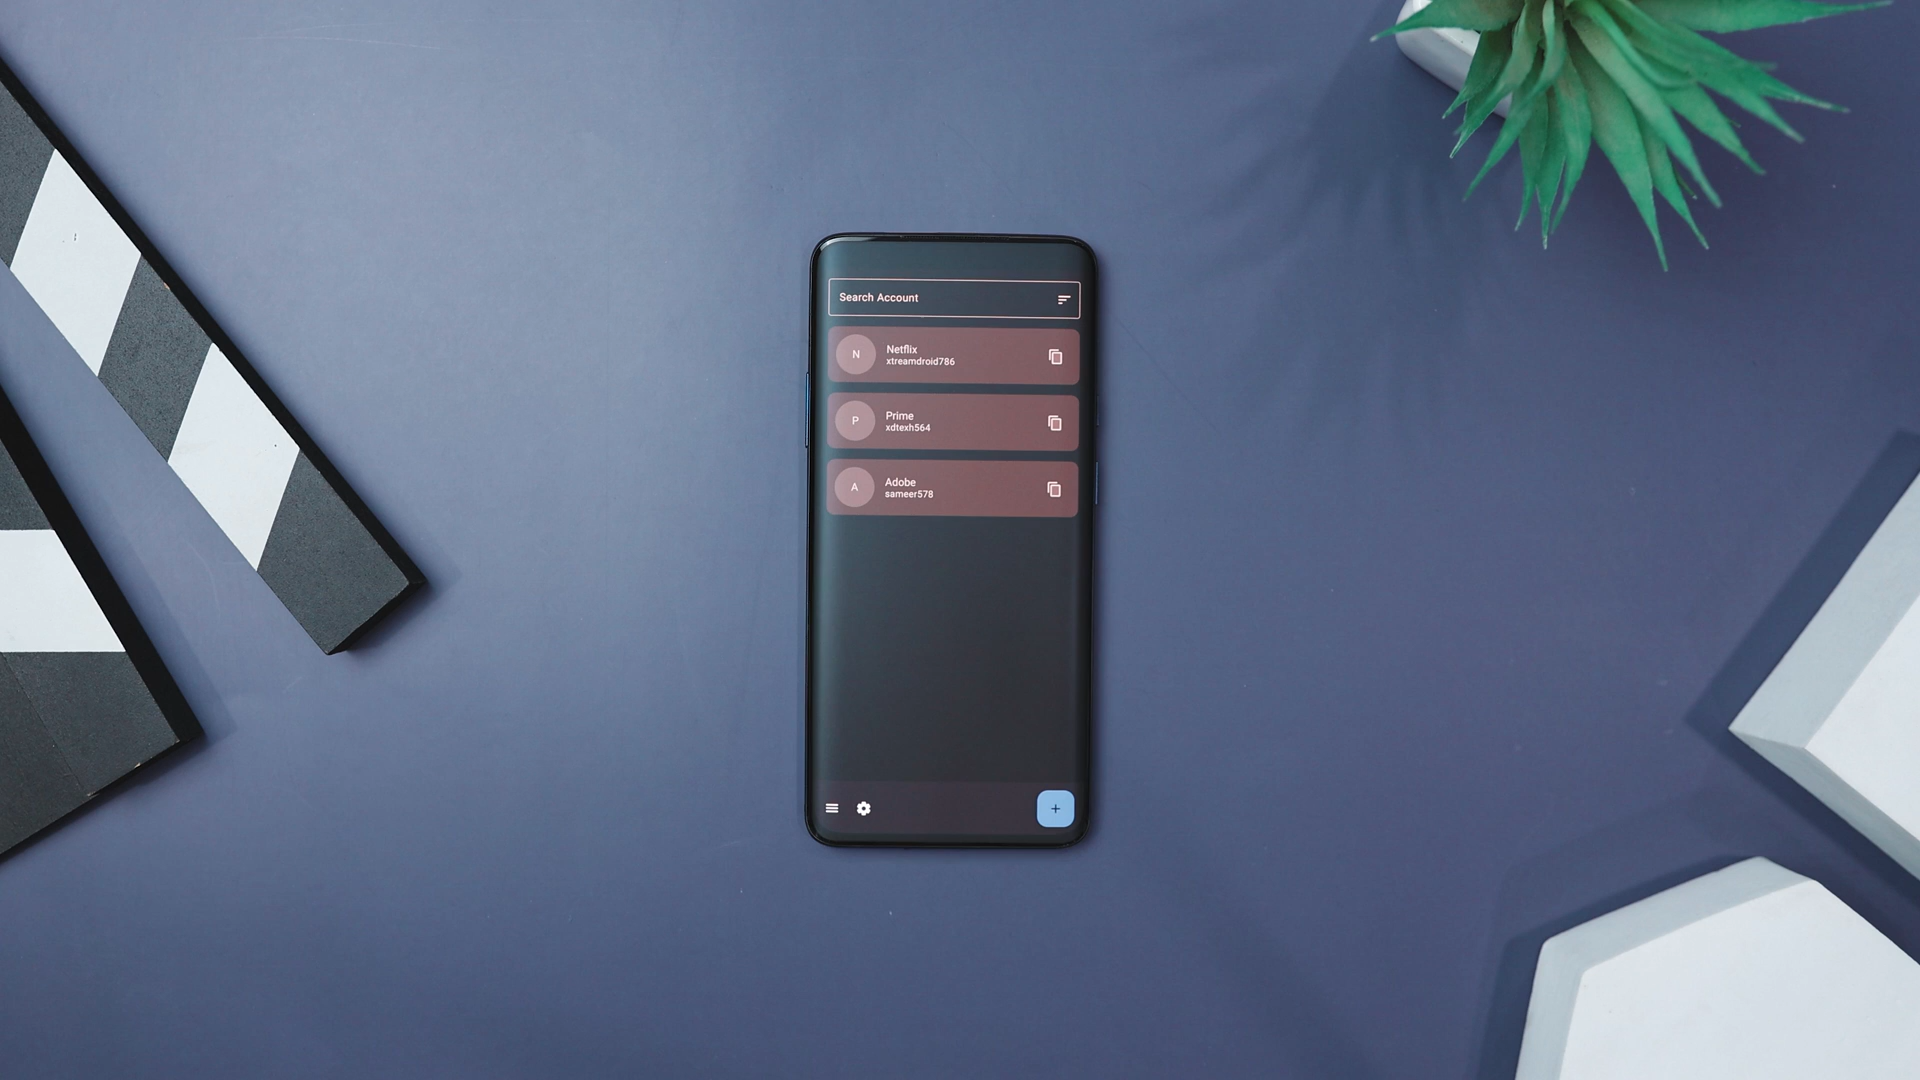 Search Account
N
Netflix
xtreamdroid786
P
Prime
xdtexh564
A
Adobe
sameer578
+